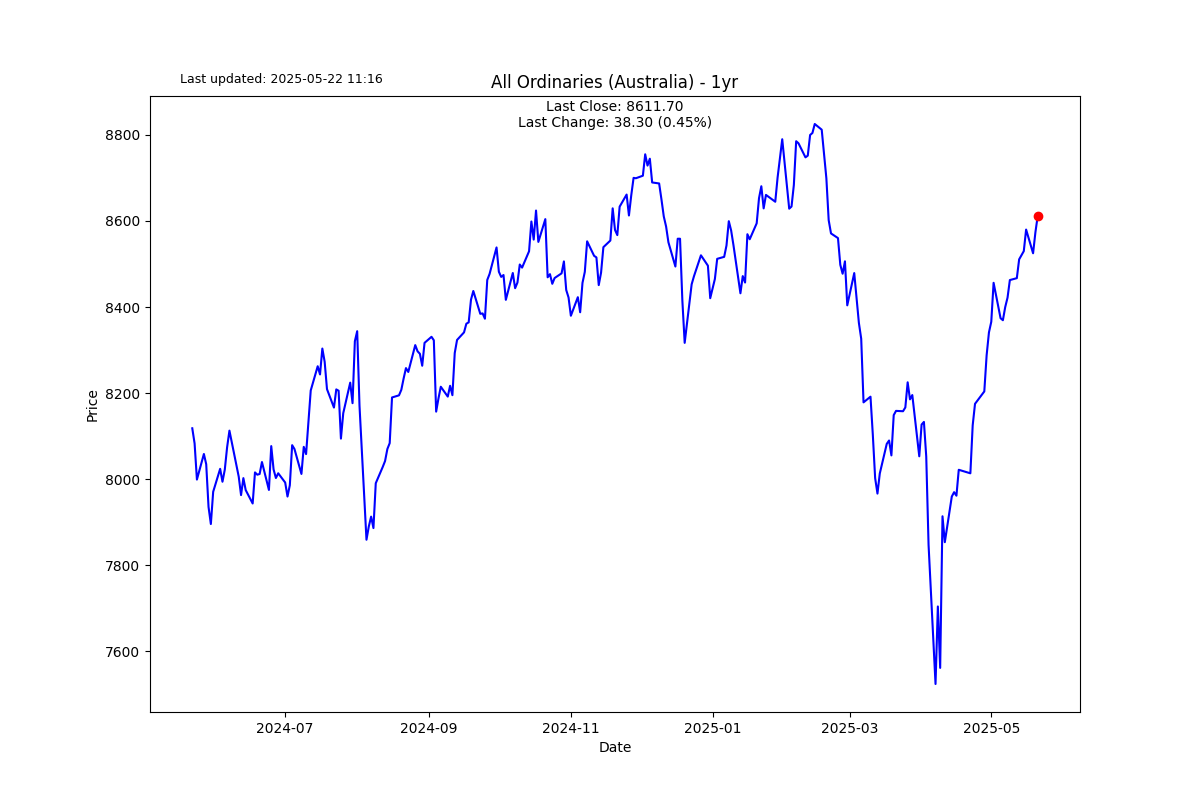 Last updated: 2025-05-22 11:16
All Ordinaries (Australia) - 1yr
Last Close: 8611.70
Last Change: 38.30 (0.45%)
8800
8600
8400
8200
8000
7800
7600
Price
2024-07
2024-09
2024-11
2025-01
2025-03
2025-05
Date